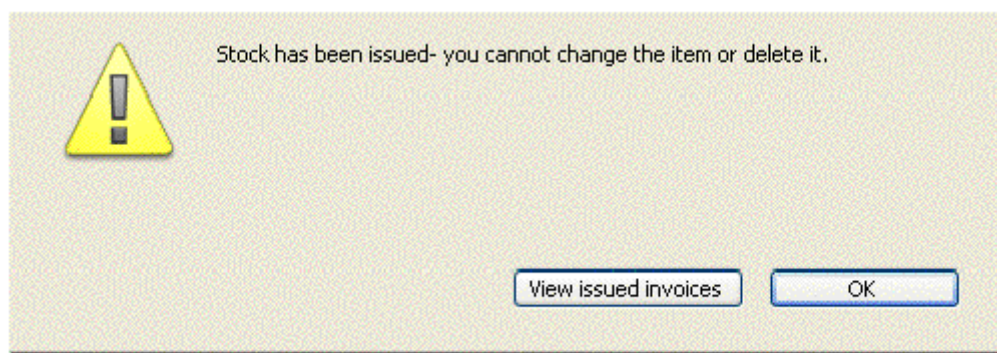 Stock has been issued- you cannot change the item or delete it.
View issued invoices
OK